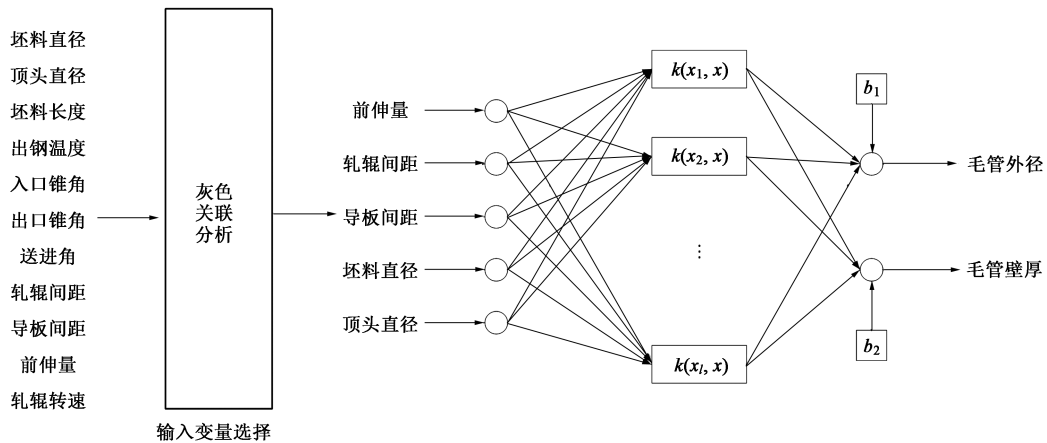 坯料直径
顶头直径
坯料长度
出钢温度
入口锥角
出口锥角
送进角
轧辊间距
导板间距
前伸量
轧辊转速
灰色
关联
分析
输入变量选择
前伸量
轧辊间距
导板间距
坯料直径
顶头直径
k(x₁, x)
k(x₂, x)
⋮
k(xₗ, x)
b₁
毛管外径
毛管壁厚
b₂